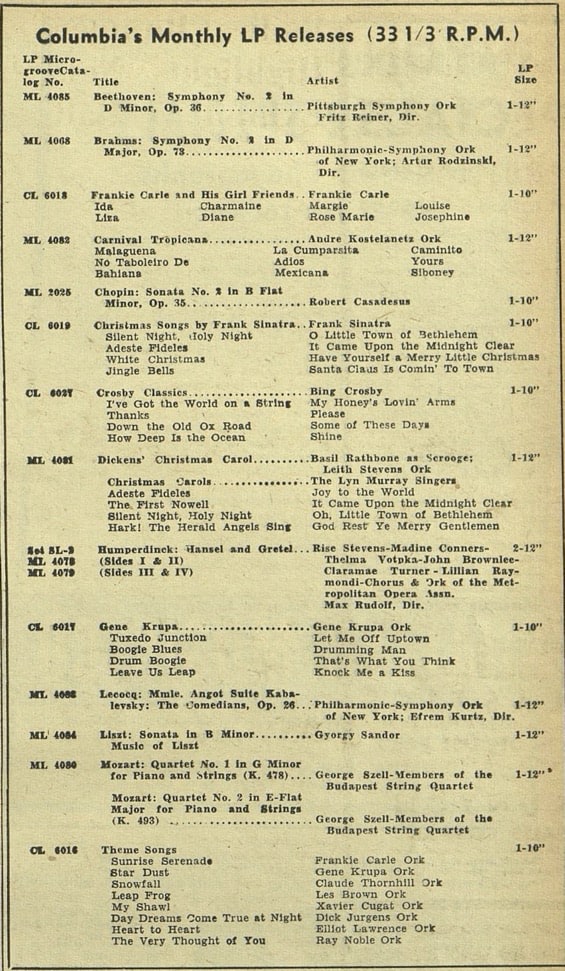 Columbia's Monthly LP Releases (33 1/3 R.P.M.)
LP Micro-
grooveCata-
log No. Title Artist LP Size
ML 4085 Beethoven: Symphony No. 2 in
D Minor, Op. 36 Pittsburgh Symphony Ork 1-12"
Fritz Reiner, Dir.
ML 4068 Brahms: Symphony No. 2 in D
Major, Op. 73 Philharmonic-Symphony Ork 1-12"
of New York; Artur Rodzinski,
Dir.
CL 6018 Frankie Carle and His Girl Friends.. Frankie Carle 1-10"
Ida Charmaine Margie Louise
Liza Diane Rose Marie Josephine
ML 4082 Carnival Tropicana Andre Kostelanetz Ork 1-12"
Malaguena La Cumparsita Caminito
No Taboleiro De Adios Yours
Bahiana Mexicana Siboney
ML 2025 Chopin: Sonata No. 2 in B Flat
Minor, Op. 35 Robert Casadesus 1-10"
CL 6019 Christmas Songs by Frank Sinatra.. Frank Sinatra 1-10"
Silent Night, Holy Night O Little Town of Bethlehem
Adeste Fideles It Came Upon the Midnight Clear
White Christmas Have Yourself a Merry Little Christmas
Jingle Bells Santa Claus Is Comin' To Town
CL 6027 Crosby Classics Bing Crosby 1-10"
I've Got the World on a String My Honey's Lovin' Arms
Thanks Please
Down the Old Ox Road Some of These Days
How Deep Is the Ocean Shine
ML 4081 Dickens' Christmas Carol Basil Rathbone as Scrooge; 1-12"
Leith Stevens Ork
Christmas Carols The Lyn Murray Singers
Adeste Fideles Joy to the World
The First Nowell It Came Upon the Midnight Clear
Silent Night, Holy Night Oh, Little Town of Bethlehem
Hark! The Herald Angels Sing God Rest Ye Merry Gentlemen
Set SL-2 Humperdinck: Hansel and Gretel... Rise Stevens-Madine Conners- 2-12"
ML 4078 (Sides I & II) Thelma Votpka-John Brownlee-
ML 4079 (Sides III & IV) Claramae Turner - Lillian Ray-
mondi-Chorus & Ork of the Met-
ropolitan Opera Assn.
Max Rudolf, Dir.
CL 6017 Gene Krupa Gene Krupa Ork 1-10"
Tuxedo Junction Let Me Off Uptown
Boogie Blues Drumming Man
Drum Boogie That's What You Think
Leave Us Leap Knock Me a Kiss
Lecocq: Mmle. Angot Suite Kaba-
levsky: The Comedians, Op. 26... Philharmonic-Symphony Ork 1-12"
of New York; Efrem Kurtz, Dir.
ML 4084 Liszt: Sonata in B Minor Gyorgy Sandor 1-12"
Music of Liszt
ML 4080 Mozart: Quartet No. 1 in G Minor
for Piano and Strings (K. 478).... George Szell-Members of the 1-12"
Budapest String Quartet
Mozart: Quartet No. 2 in E-Flat
Major for Piano and Strings
(K. 493) George Szell-Members of the
Budapest String Quartet
CL 6016 Theme Songs 1-10"
Sunrise Serenade Frankie Carle Ork
Star Dust Gene Krupa Ork
Snowfall Claude Thornhill Ork
Leap Frog Les Brown Ork
My Shawl Xavier Cugat Ork
Day Dreams Come True at Night Dick Jurgens Ork
Heart to Heart Elliot Lawrence Ork
The Very Thought of You Ray Noble Ork